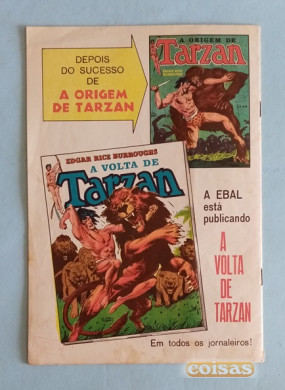 DEPOIS
DO SUCESSO
DE
A ORIGEM
DE TARZAN
A ORIGEM DE
Tarzan
EDGAR RICE BURROUGHS
A VOLTA DE
Tarzan
A EBAL
está
publicando
A
VOLTA
DE
TARZAN
Em todos os jornaleiros!
coisas